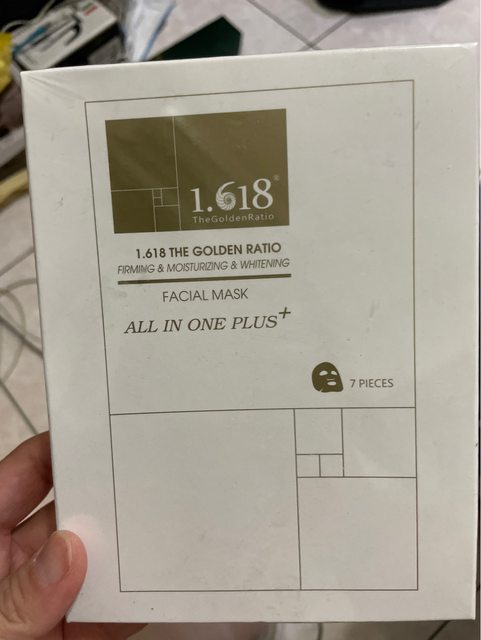 1.618®
TheGoldenRatio
1.618 THE GOLDEN RATIO
FIRMING & MOISTURIZING & WHITENING
FACIAL MASK
ALL IN ONE PLUS+
7 PIECES